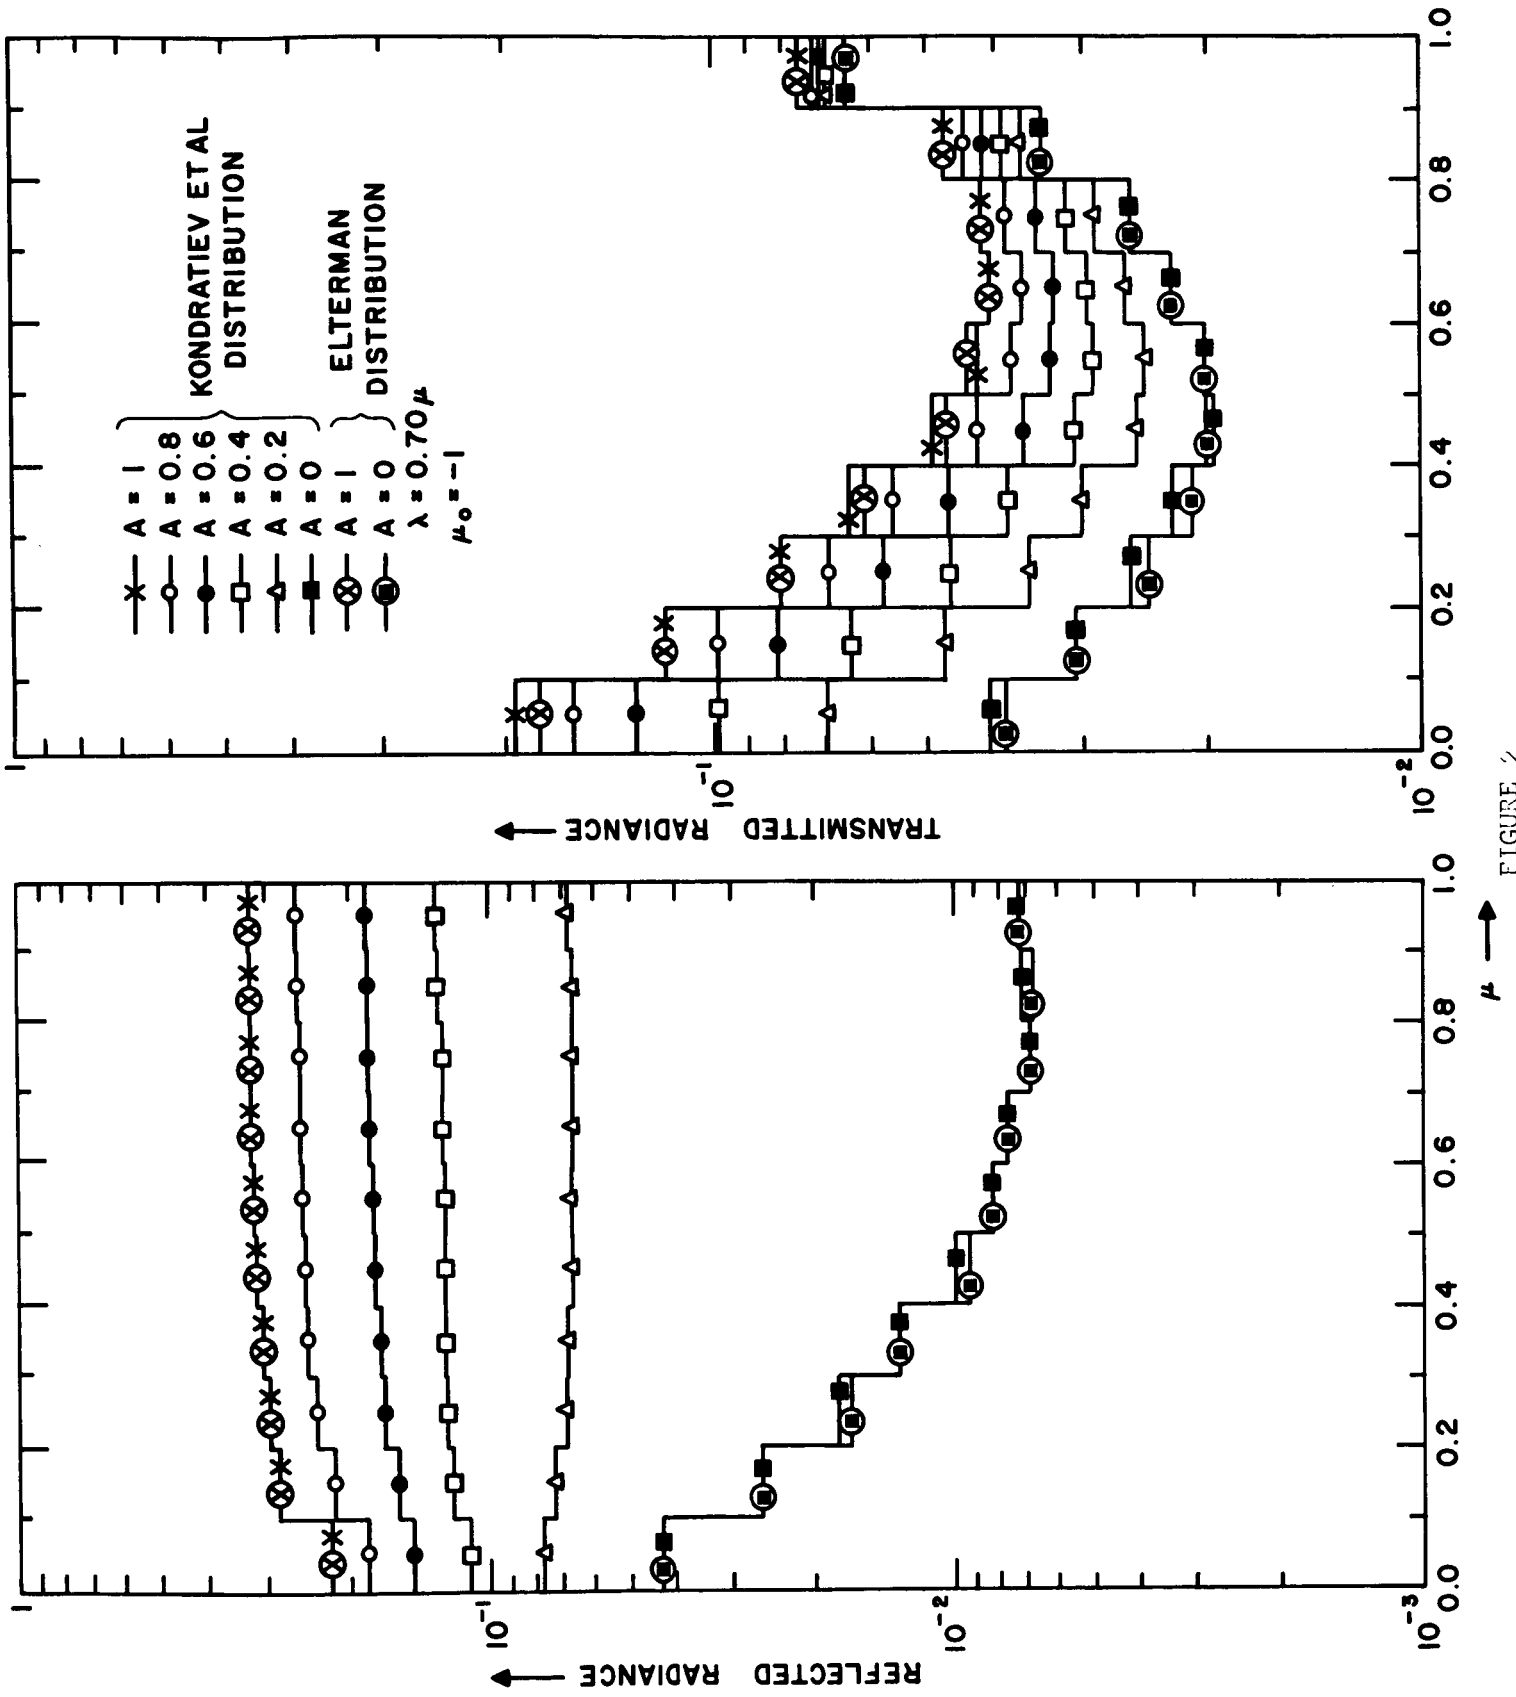 REFLECTED RADIANCE
1
10⁻¹
10⁻²
10⁻³
0.0
0.2
0.4
0.6
0.8
1.0
μ
TRANSMITTED RADIANCE
1
10⁻¹
10⁻²
0.0
0.2
0.4
0.6
0.8
1.0
A = 1
A = 0.8
A = 0.6
A = 0.4
A = 0.2
A = 0
KONDRATIEV ET AL
DISTRIBUTION
A = 1
A = 0
ELTERMAN
DISTRIBUTION
λ = 0.70μ
μ₀ = -1
FIGURE